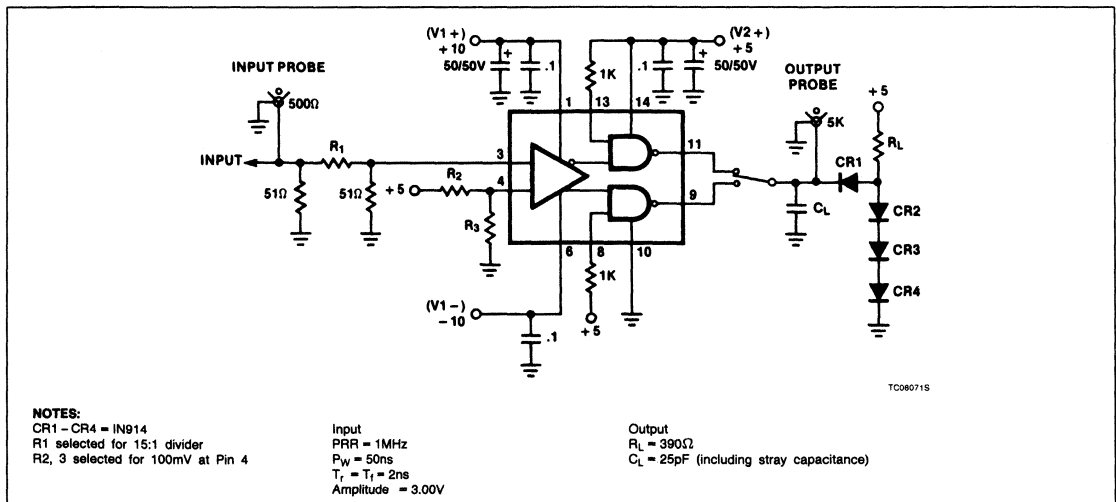 (V1+)
+10
50/50V
.1
(V2+)
+5
.1
50/50V
1K
INPUT PROBE
500Ω
OUTPUT
PROBE
5K
+5
1
13
14
R1
R2
R3
RL
INPUT
3
4
11
9
CR1
51Ω
51Ω
+5
CL
CR2
CR3
CR4
6
8
10
1K
(V1-)
-10
.1
+5
TC08071S
NOTES:
CR1 – CR4 = IN914
R1 selected for 15:1 divider
R2, 3 selected for 100mV at Pin 4
Input
PRR = 1MHz
PW = 50ns
Tr = Tf = 2ns
Amplitude = 3.00V
Output
RL = 390Ω
CL = 25pF (including stray capacitance)